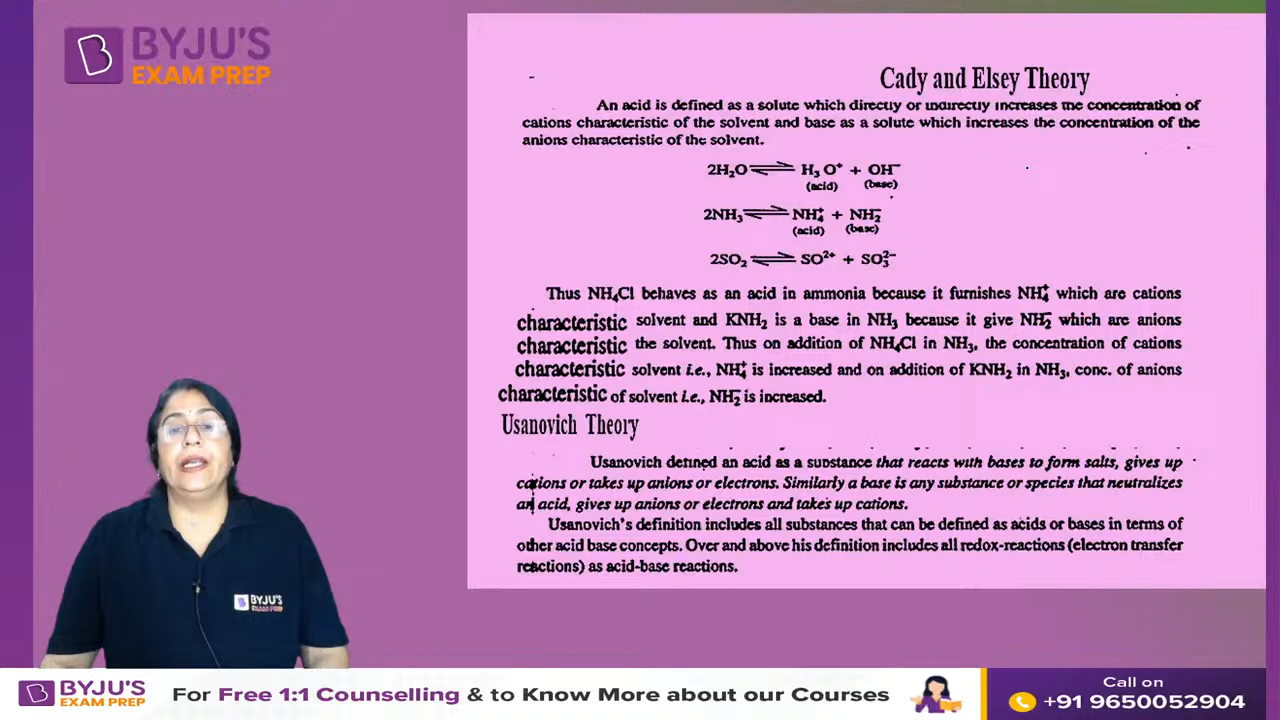 BYJU'S
EXAM PREP
Cady and Elsey Theory
An acid is defined as a solute which directly or indirectly increases the concentration of
cations characteristic of the solvent and base as a solute which increases the concentration of the
anions characteristic of the solvent.
2H₂O ⇌ H₃O⁺ + OH⁻
(acid) (base)
2NH₃ ⇌ NH₄⁺ + NH₂⁻
(acid) (base)
2SO₂ ⇌ SO²⁺ + SO₃²⁻
Thus NH₄Cl behaves as an acid in ammonia because it furnishes NH₄⁺ which are cations
characteristic solvent and KNH₂ is a base in NH₃ because it give NH₂⁻ which are anions
characteristic the solvent. Thus on addition of NH₄Cl in NH₃, the concentration of cations
characteristic solvent i.e., NH₄⁺ is increased and on addition of KNH₂ in NH₃, conc. of anions
characteristic of solvent i.e., NH₂⁻ is increased.
Usanovich Theory
Usanovich defined an acid as a substance that reacts with bases to form salts, gives up
cations or takes up anions or electrons. Similarly a base is any substance or species that neutralizes
an acid, gives up anions or electrons and takes up cations.
Usanovich's definition includes all substances that can be defined as acids or bases in terms of
other acid base concepts. Over and above his definition includes all redox-reactions (electron transfer
reactions) as acid-base reactions.
BYJU'S
EXAM PREP
BYJU'S
EXAM PREP
For Free 1:1 Counselling & to Know More about our Courses
Call on
+91 9650052904